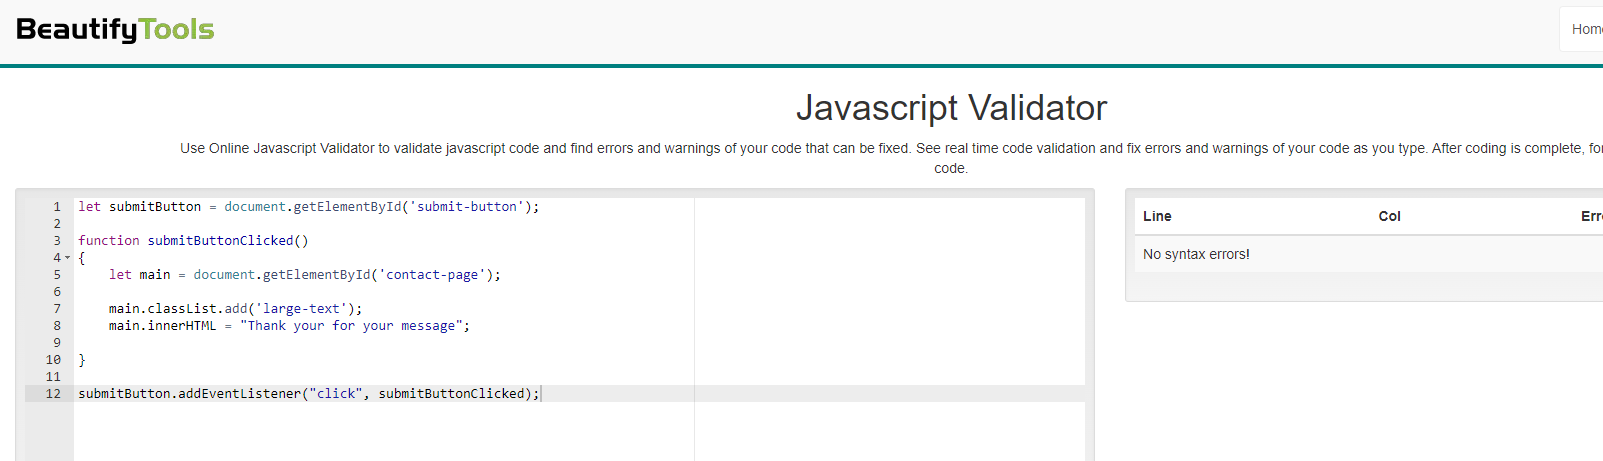 BeautifyTools
Home
Javascript Validator
Use Online Javascript Validator to validate javascript code and find errors and warnings of your code that can be fixed. See real time code validation and fix errors and warnings of your code as you type. After coding is complete, for
code.
1 let submitButton = document.getElementById('submit-button');
2
3 function submitButtonClicked()
4 {
5 let main = document.getElementById('contact-page');
6
7 main.classList.add('large-text');
8 main.innerHTML = "Thank your for your message";
9
10 }
11
12 submitButton.addEventListener("click", submitButtonClicked);
Line Col Erro
No syntax errors!